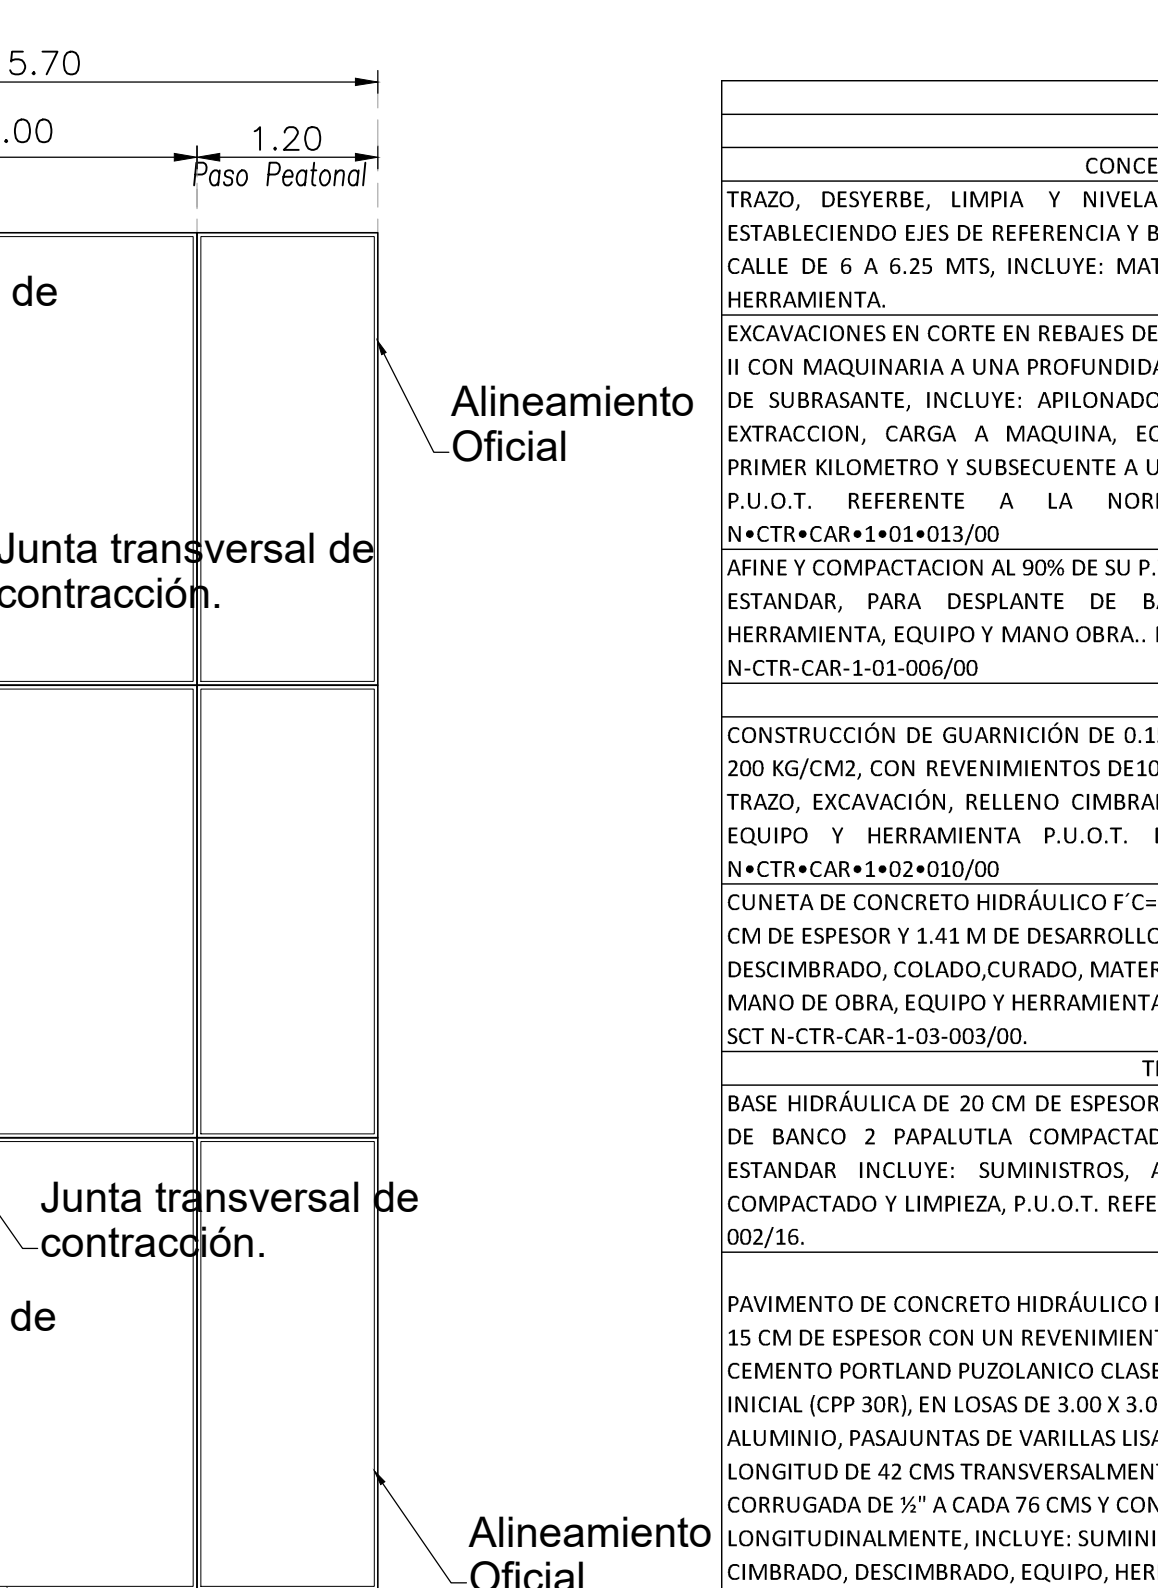 5.70
.00
1.20
Paso Peatonal
de
Alineamiento
Oficial
Junta transversal de
contracción.
Junta transversal de
contracción.
de
Alineamiento
Oficial
CONCE
TRAZO, DESYERBE, LIMPIA Y NIVELA
ESTABLECIENDO EJES DE REFERENCIA Y B
CALLE DE 6 A 6.25 MTS, INCLUYE: MAT
HERRAMIENTA.
EXCAVACIONES EN CORTE EN REBAJES DE
II CON MAQUINARIA A UNA PROFUNDIDA
DE SUBRASANTE, INCLUYE: APILONADO
EXTRACCION, CARGA A MAQUINA, EQ
PRIMER KILOMETRO Y SUBSECUENTE A U
P.U.O.T. REFERENTE A LA NOR
N•CTR•CAR•1•01•013/00
AFINE Y COMPACTACION AL 90% DE SU P.
ESTANDAR, PARA DESPLANTE DE BA
HERRAMIENTA, EQUIPO Y MANO OBRA..
N-CTR-CAR-1-01-006/00
CONSTRUCCIÓN DE GUARNICIÓN DE 0.1
200 KG/CM2, CON REVENIMIENTOS DE10
TRAZO, EXCAVACIÓN, RELLENO CIMBRA
EQUIPO Y HERRAMIENTA P.U.O.T.
N•CTR•CAR•1•02•010/00
CUNETA DE CONCRETO HIDRÁULICO F´C=
CM DE ESPESOR Y 1.41 M DE DESARROLLO
DESCIMBRADO, COLADO,CURADO, MATER
MANO DE OBRA, EQUIPO Y HERRAMIENTA
SCT N-CTR-CAR-1-03-003/00.
TE
BASE HIDRÁULICA DE 20 CM DE ESPESOR
DE BANCO 2 PAPALUTLA COMPACTAD
ESTANDAR INCLUYE: SUMINISTROS, A
COMPACTADO Y LIMPIEZA, P.U.O.T. REFE
002/16.
PAVIMENTO DE CONCRETO HIDRÁULICO F
15 CM DE ESPESOR CON UN REVENIMIENT
CEMENTO PORTLAND PUZOLANICO CLASE
INICIAL (CPP 30R), EN LOSAS DE 3.00 X 3.0
ALUMINIO, PASAJUNTAS DE VARILLAS LISA
LONGITUD DE 42 CMS TRANSVERSALMENT
CORRUGADA DE ½" A CADA 76 CMS Y CON
LONGITUDINALMENTE, INCLUYE: SUMINI
CIMBRADO, DESCIMBRADO, EQUIPO, HER